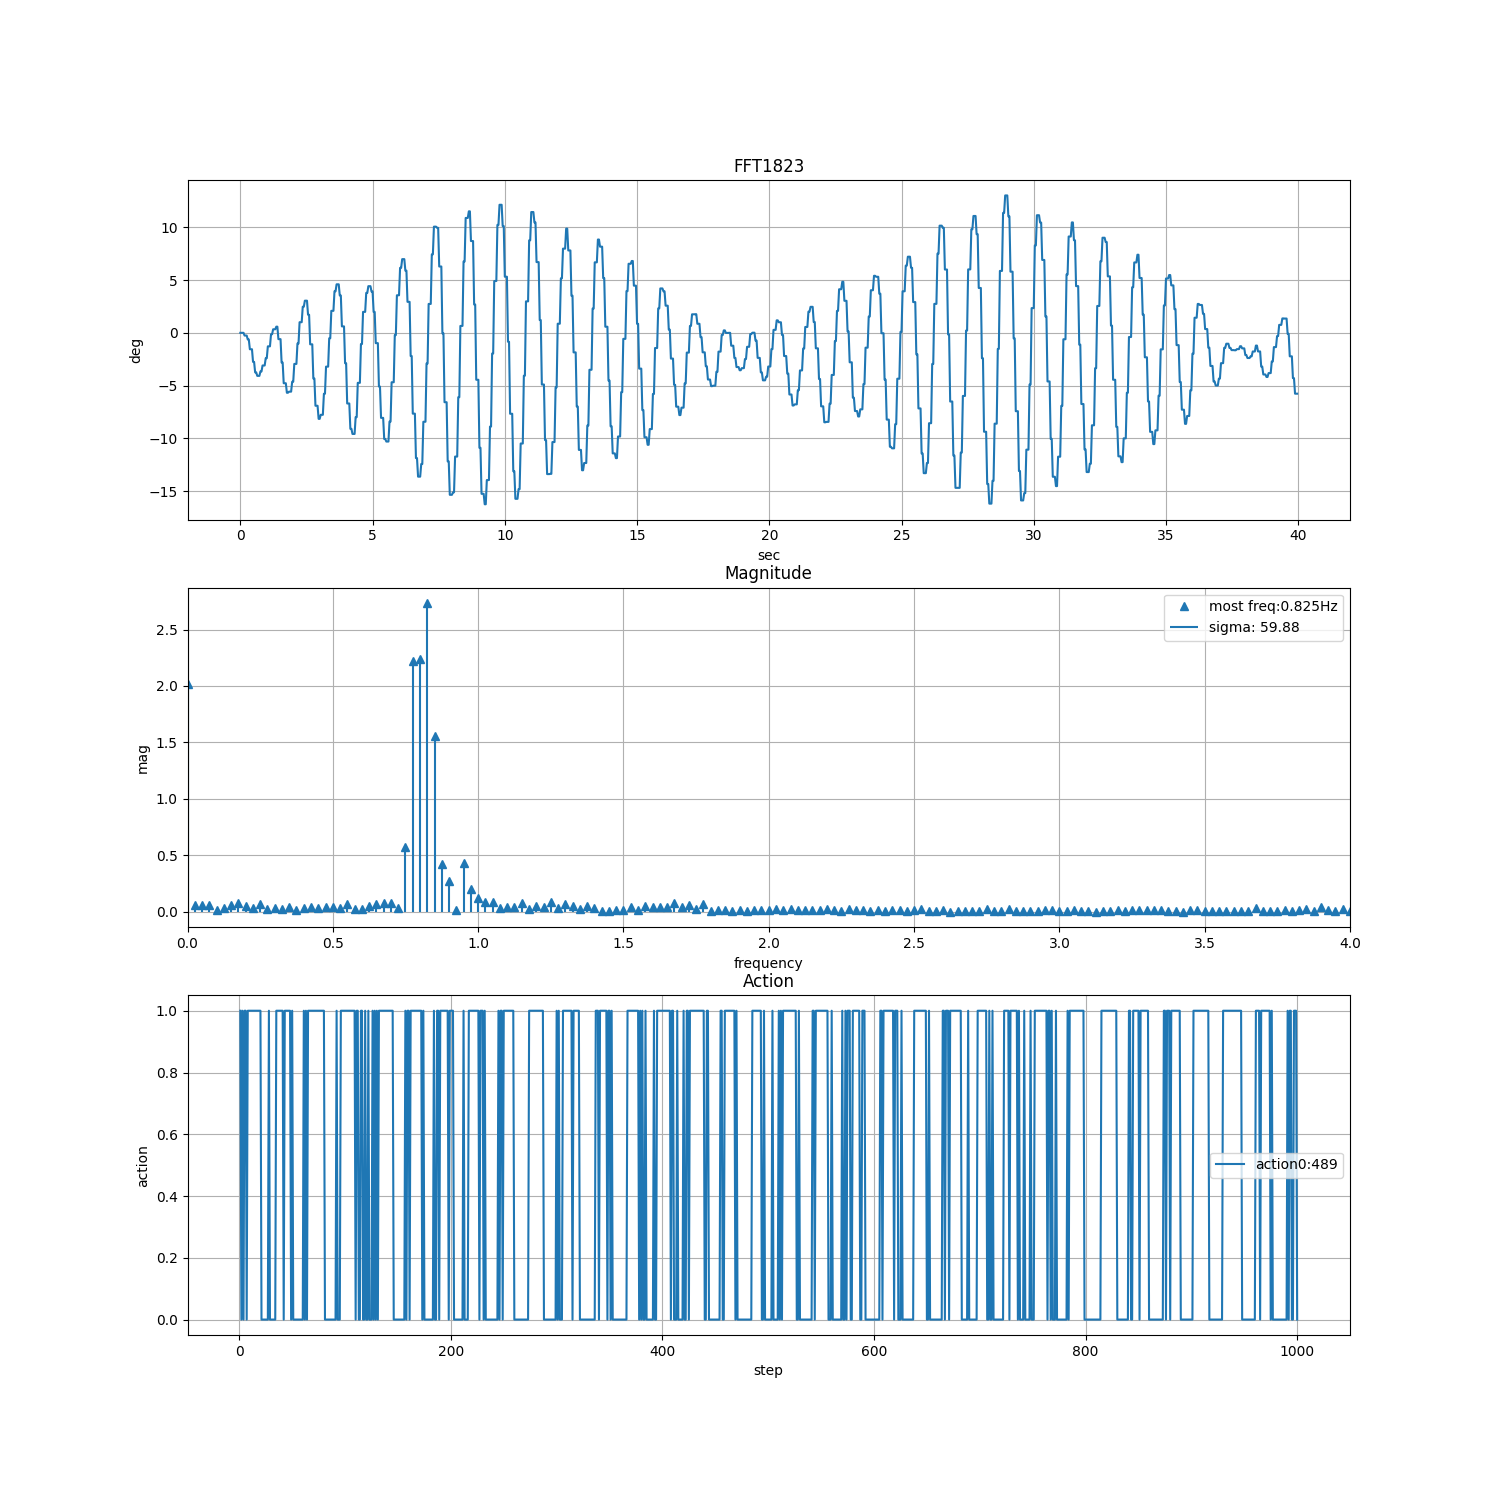 FFT1823
10
5
0
−5
−10
−15
deg
0 5 10 15 20 25 30 35 40
sec
Magnitude
most freq:0.825Hz
sigma: 59.88
2.5
2.0
1.5
1.0
0.5
0.0
mag
0.0 0.5 1.0 1.5 2.0 2.5 3.0 3.5 4.0
frequency
Action
1.0
0.8
0.6
0.4
0.2
0.0
action
action0:489
0 200 400 600 800 1000
step